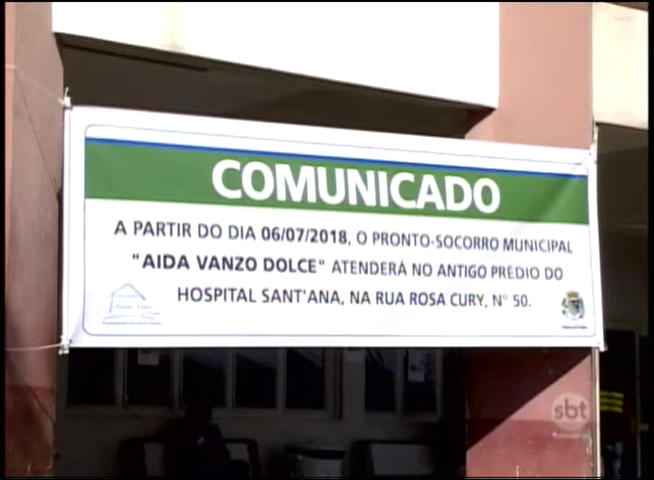 COMUNICADO
A PARTIR DO DIA 06/07/2018, O PRONTO-SOCORRO MUNICIPAL
"AIDA VANZO DOLCE" ATENDERÁ NO ANTIGO PRÉDIO DO
HOSPITAL SANT'ANA, NA RUA ROSA CURY, N° 50.
sbt